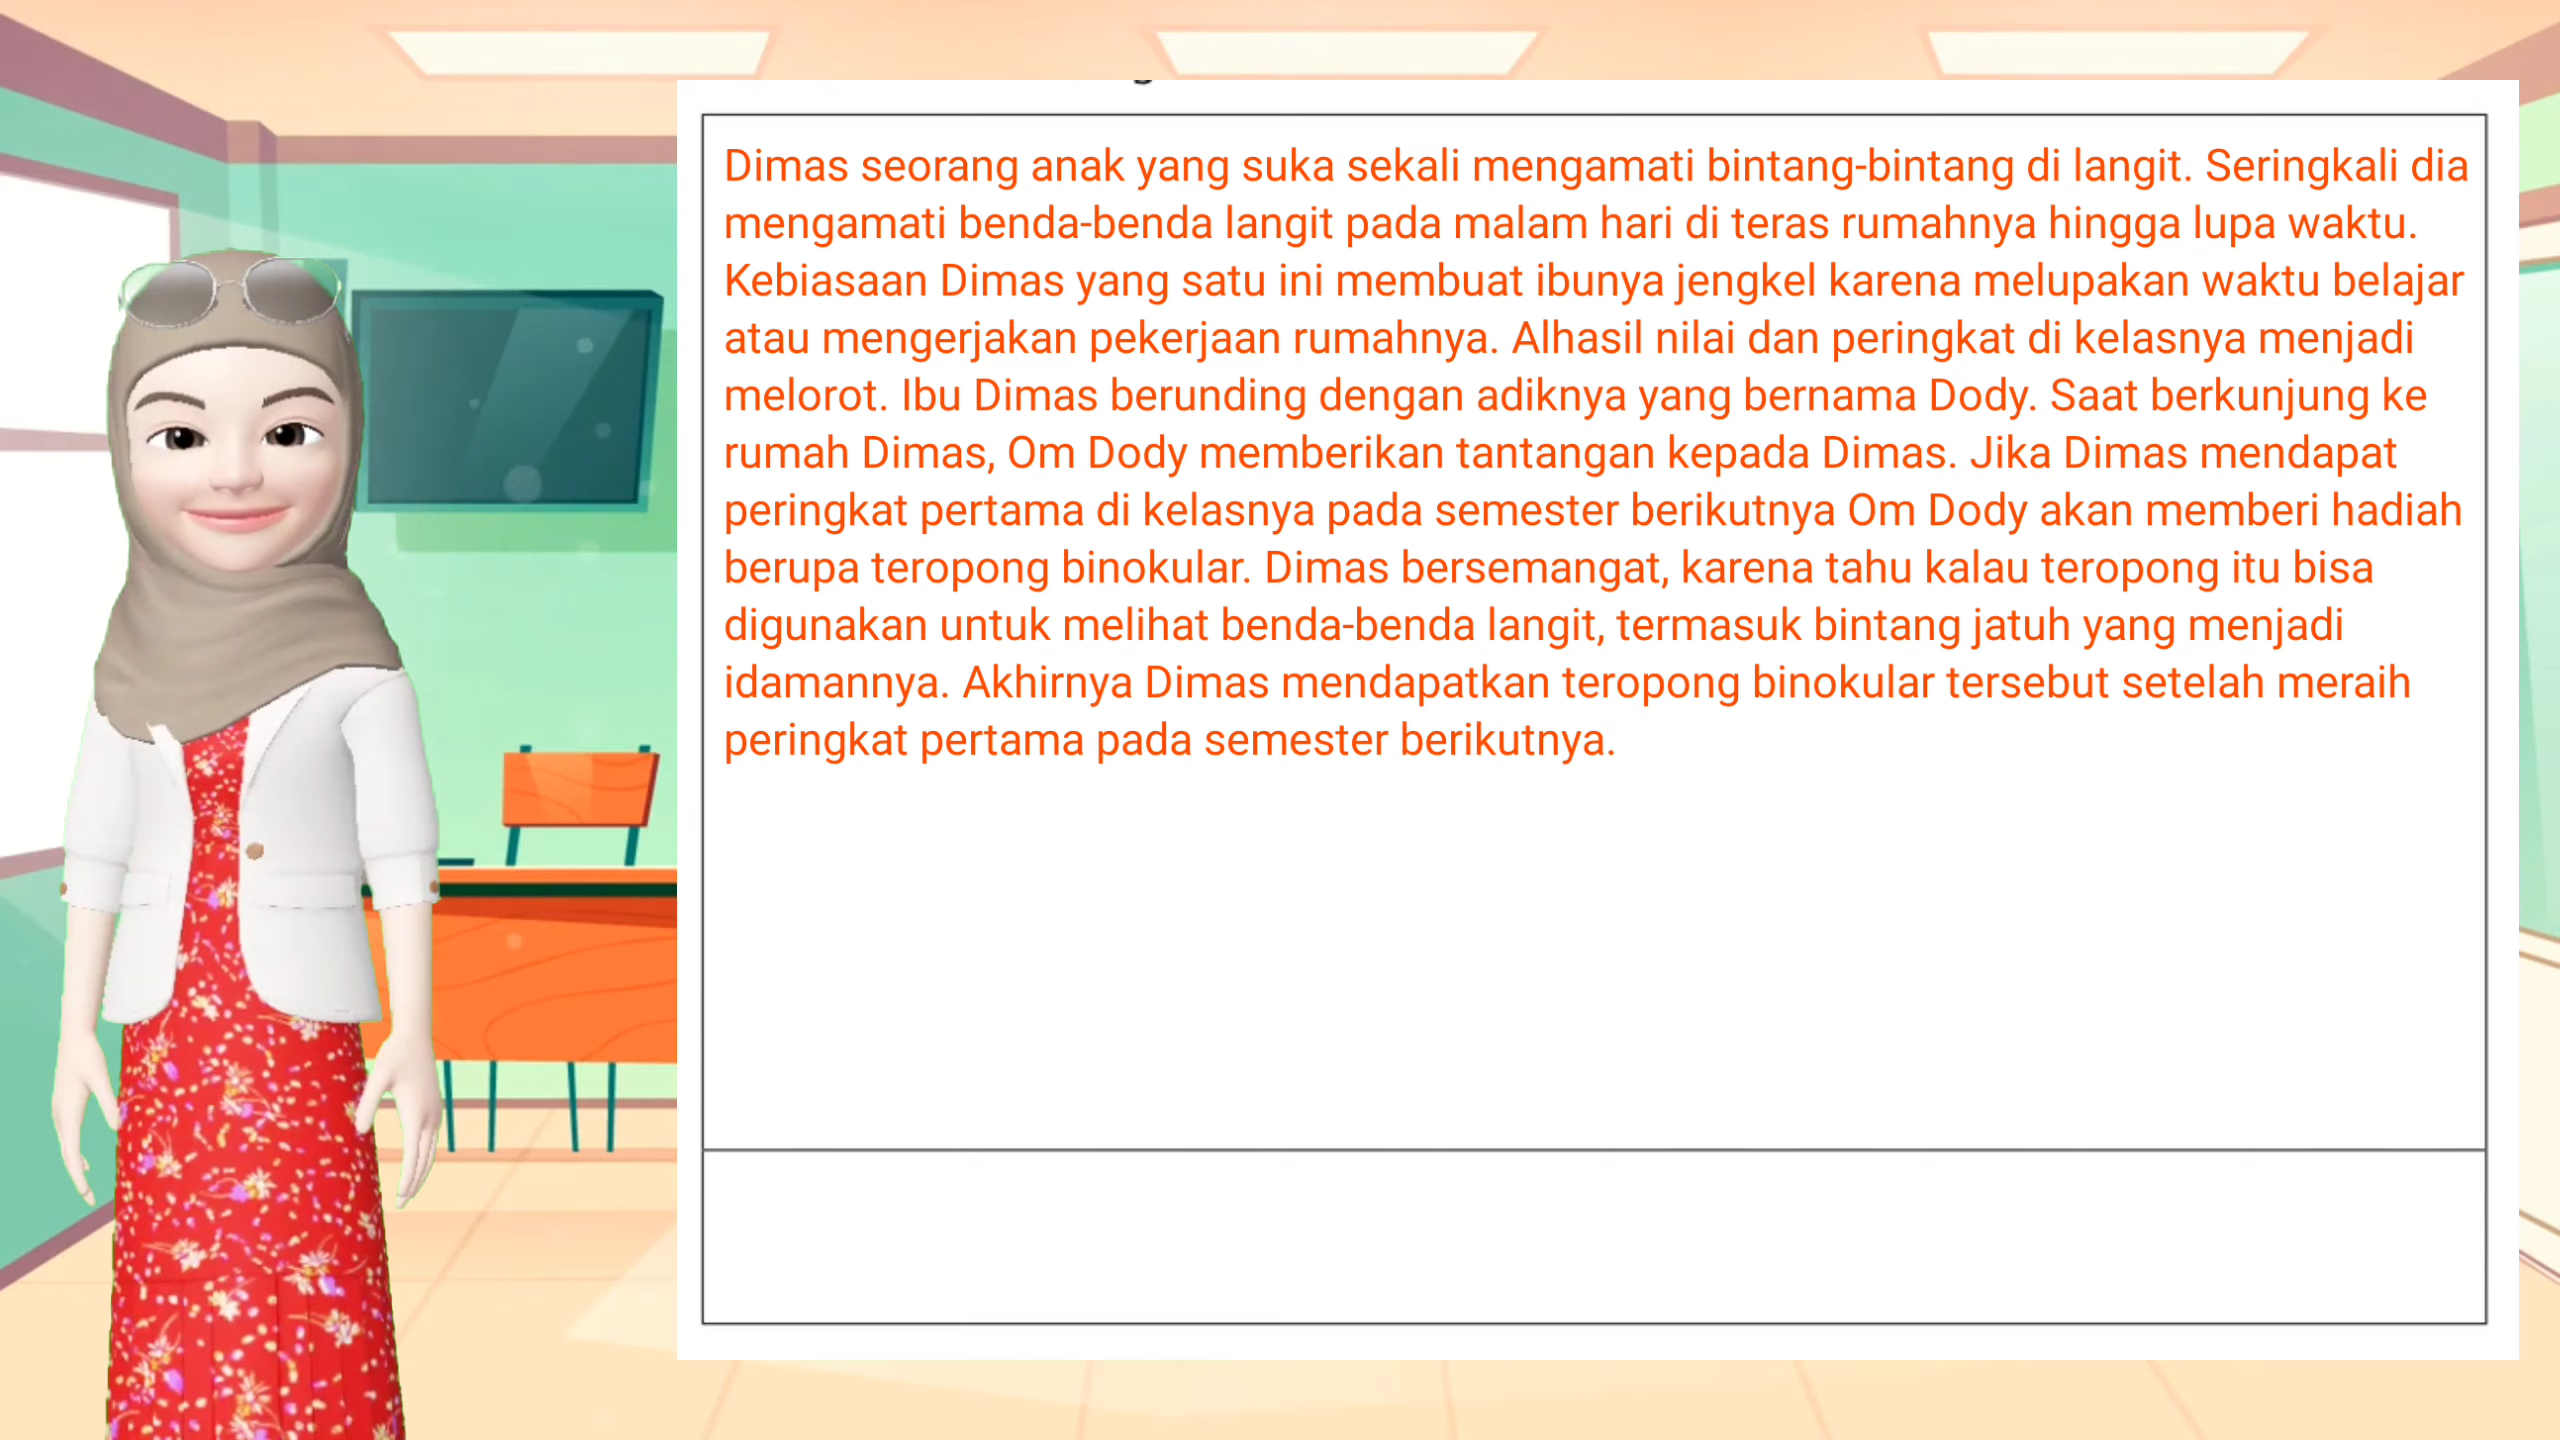 Dimas seorang anak yang suka sekali mengamati bintang-bintang di langit. Seringkali dia
mengamati benda-benda langit pada malam hari di teras rumahnya hingga lupa waktu.
Kebiasaan Dimas yang satu ini membuat ibunya jengkel karena melupakan waktu belajar
atau mengerjakan pekerjaan rumahnya. Alhasil nilai dan peringkat di kelasnya menjadi
melorot. Ibu Dimas berunding dengan adiknya yang bernama Dody. Saat berkunjung ke
rumah Dimas, Om Dody memberikan tantangan kepada Dimas. Jika Dimas mendapat
peringkat pertama di kelasnya pada semester berikutnya Om Dody akan memberi hadiah
berupa teropong binokular. Dimas bersemangat, karena tahu kalau teropong itu bisa
digunakan untuk melihat benda-benda langit, termasuk bintang jatuh yang menjadi
idamannya. Akhirnya Dimas mendapatkan teropong binokular tersebut setelah meraih
peringkat pertama pada semester berikutnya.